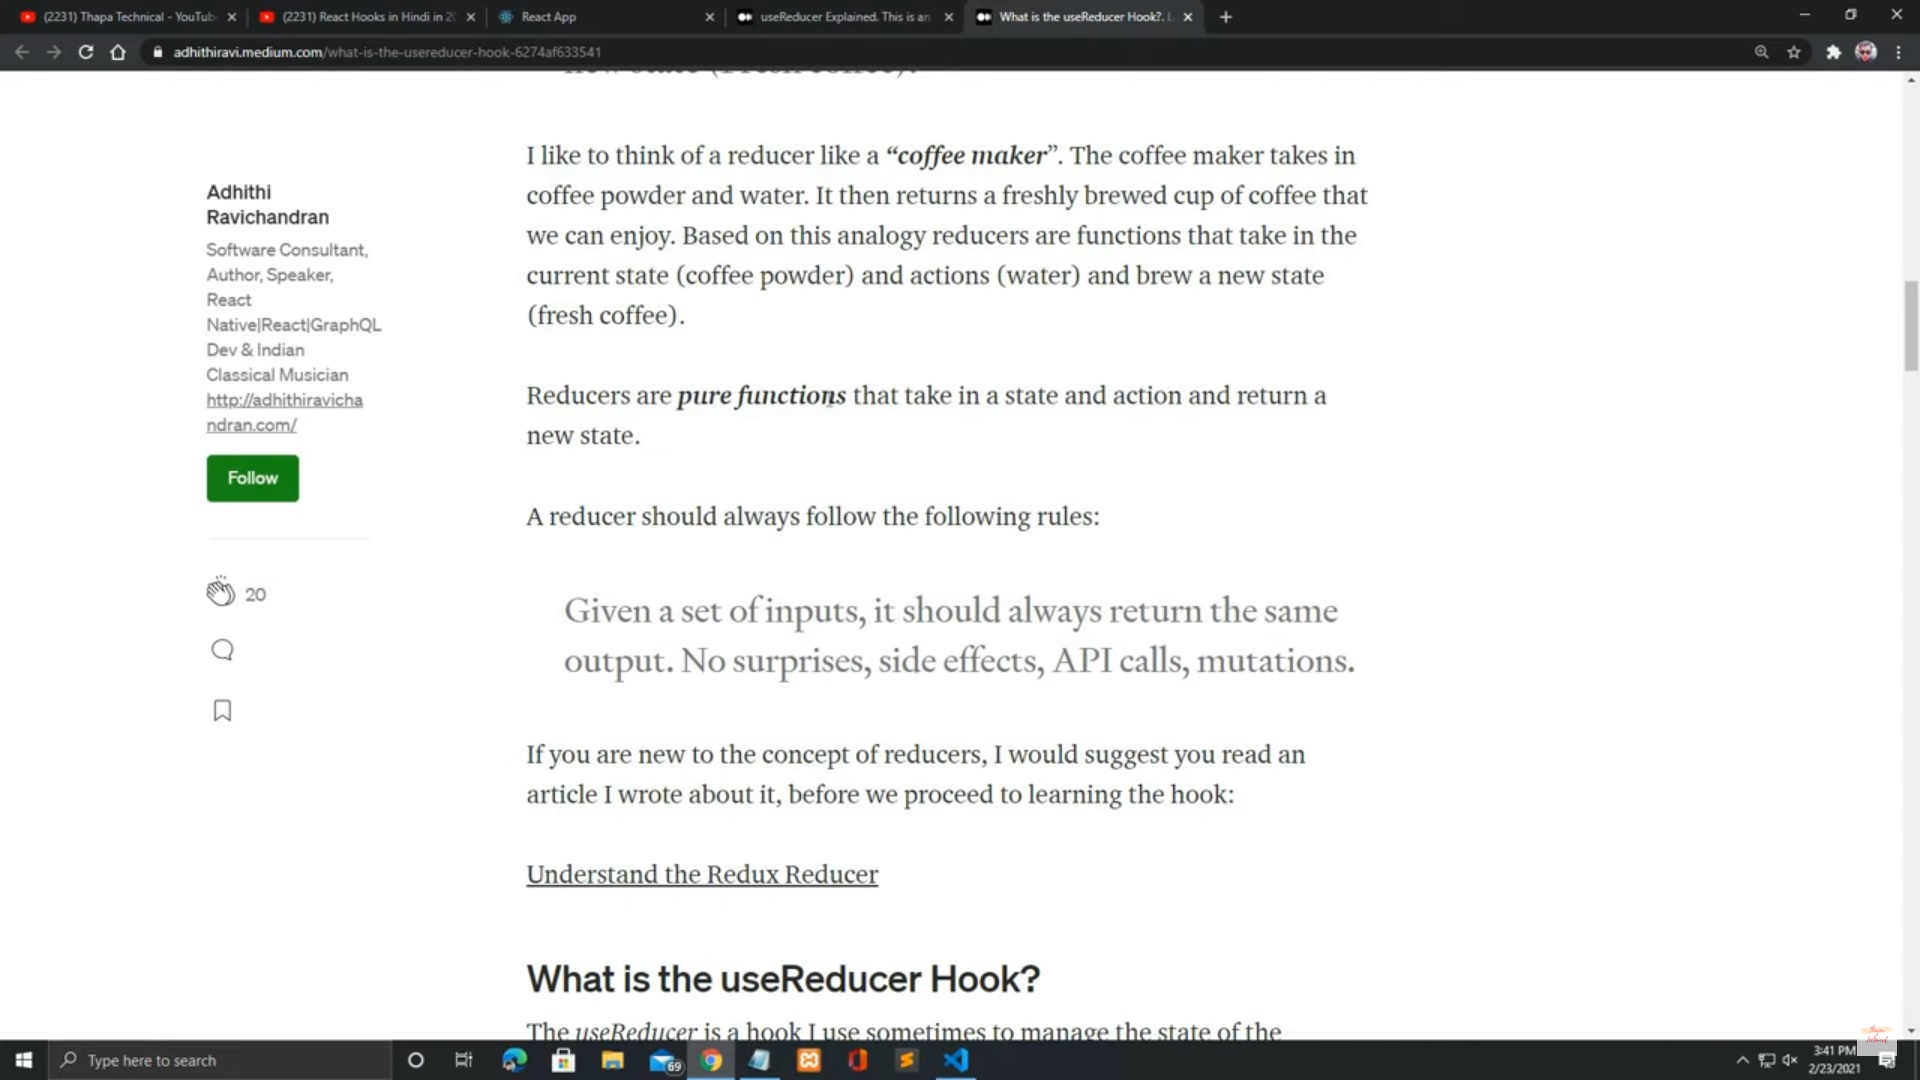 (2231) Thapa Technical - YouTub
(2231) React Hooks in Hindi in 20
React App
useReducer Explained. This is an
What is the useReducer Hook?. L
adhithiravi.medium.com/what-is-the-usereducer-hook-6274af633541
new state (Fresh coffee).
I like to think of a reducer like a “coffee maker”. The coffee maker takes in
coffee powder and water. It then returns a freshly brewed cup of coffee that
we can enjoy. Based on this analogy reducers are functions that take in the
current state (coffee powder) and actions (water) and brew a new state
(fresh coffee).
Reducers are pure functions that take in a state and action and return a
new state.
A reducer should always follow the following rules:
Given a set of inputs, it should always return the same
output. No surprises, side effects, API calls, mutations.
If you are new to the concept of reducers, I would suggest you read an
article I wrote about it, before we proceed to learning the hook:
Understand the Redux Reducer
What is the useReducer Hook?
The useReducer is a hook I use sometimes to manage the state of the
Adhithi
Ravichandran
Software Consultant,
Author, Speaker,
React
Native|React|GraphQL
Dev & Indian
Classical Musician
http://adhithiravicha
ndran.com/
Follow
20
Type here to search
69
3:41 PM
2/23/2021